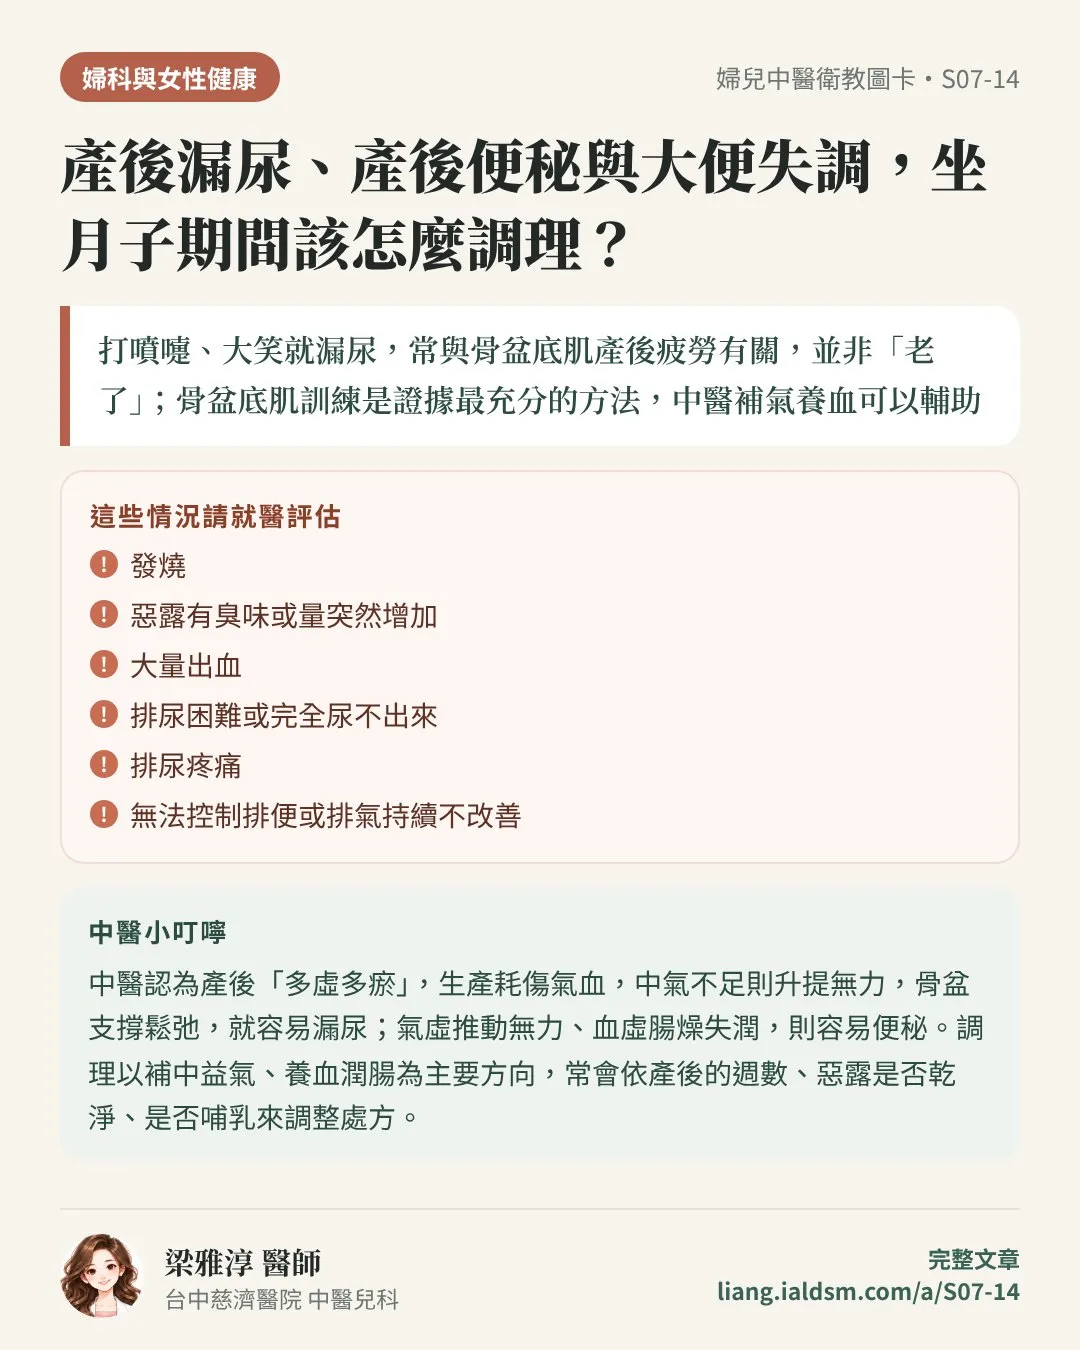 婦科與女性健康
婦兒中醫衛教圖卡・S07-14
產後漏尿、產後便秘與大便失調，坐
月子期間該怎麼調理？
打噴嚏、大笑就漏尿，常與骨盆底肌產後疲勞有關，並非「老
了」；骨盆底肌訓練是證據最充分的方法，中醫補氣養血可以輔助
這些情況請就醫評估
! 發燒
! 惡露有臭味或量突然增加
! 大量出血
! 排尿困難或完全尿不出來
! 排尿疼痛
! 無法控制排便或排氣持續不改善
中醫小叮嚀
中醫認為產後「多虛多瘀」，生產耗傷氣血，中氣不足則升提無力，骨盆
支撐鬆弛，就容易漏尿；氣虛推動無力、血虛腸燥失潤，則容易便秘。調
理以補中益氣、養血潤腸為主要方向，常會依產後的週數、惡露是否乾
淨、是否哺乳來調整處方。
梁雅淳 醫師
台中慈濟醫院 中醫兒科
完整文章
liang.ialdsm.com/a/S07-14